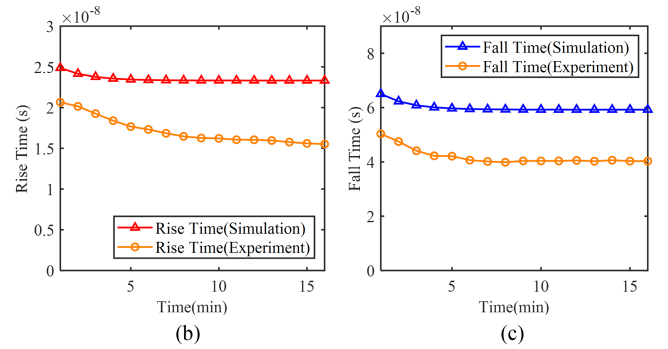 ×10⁻⁸
3
2.5
2
1.5
1
0.5
0
Rise Time (s)
Rise Time(Simulation)
Rise Time(Experiment)
5
10
15
Time(min)
(b)
×10⁻⁸
8
6
4
2
0
Fall Time (s)
Fall Time(Simulation)
Fall Time(Experiment)
5
10
15
Time(min)
(c)